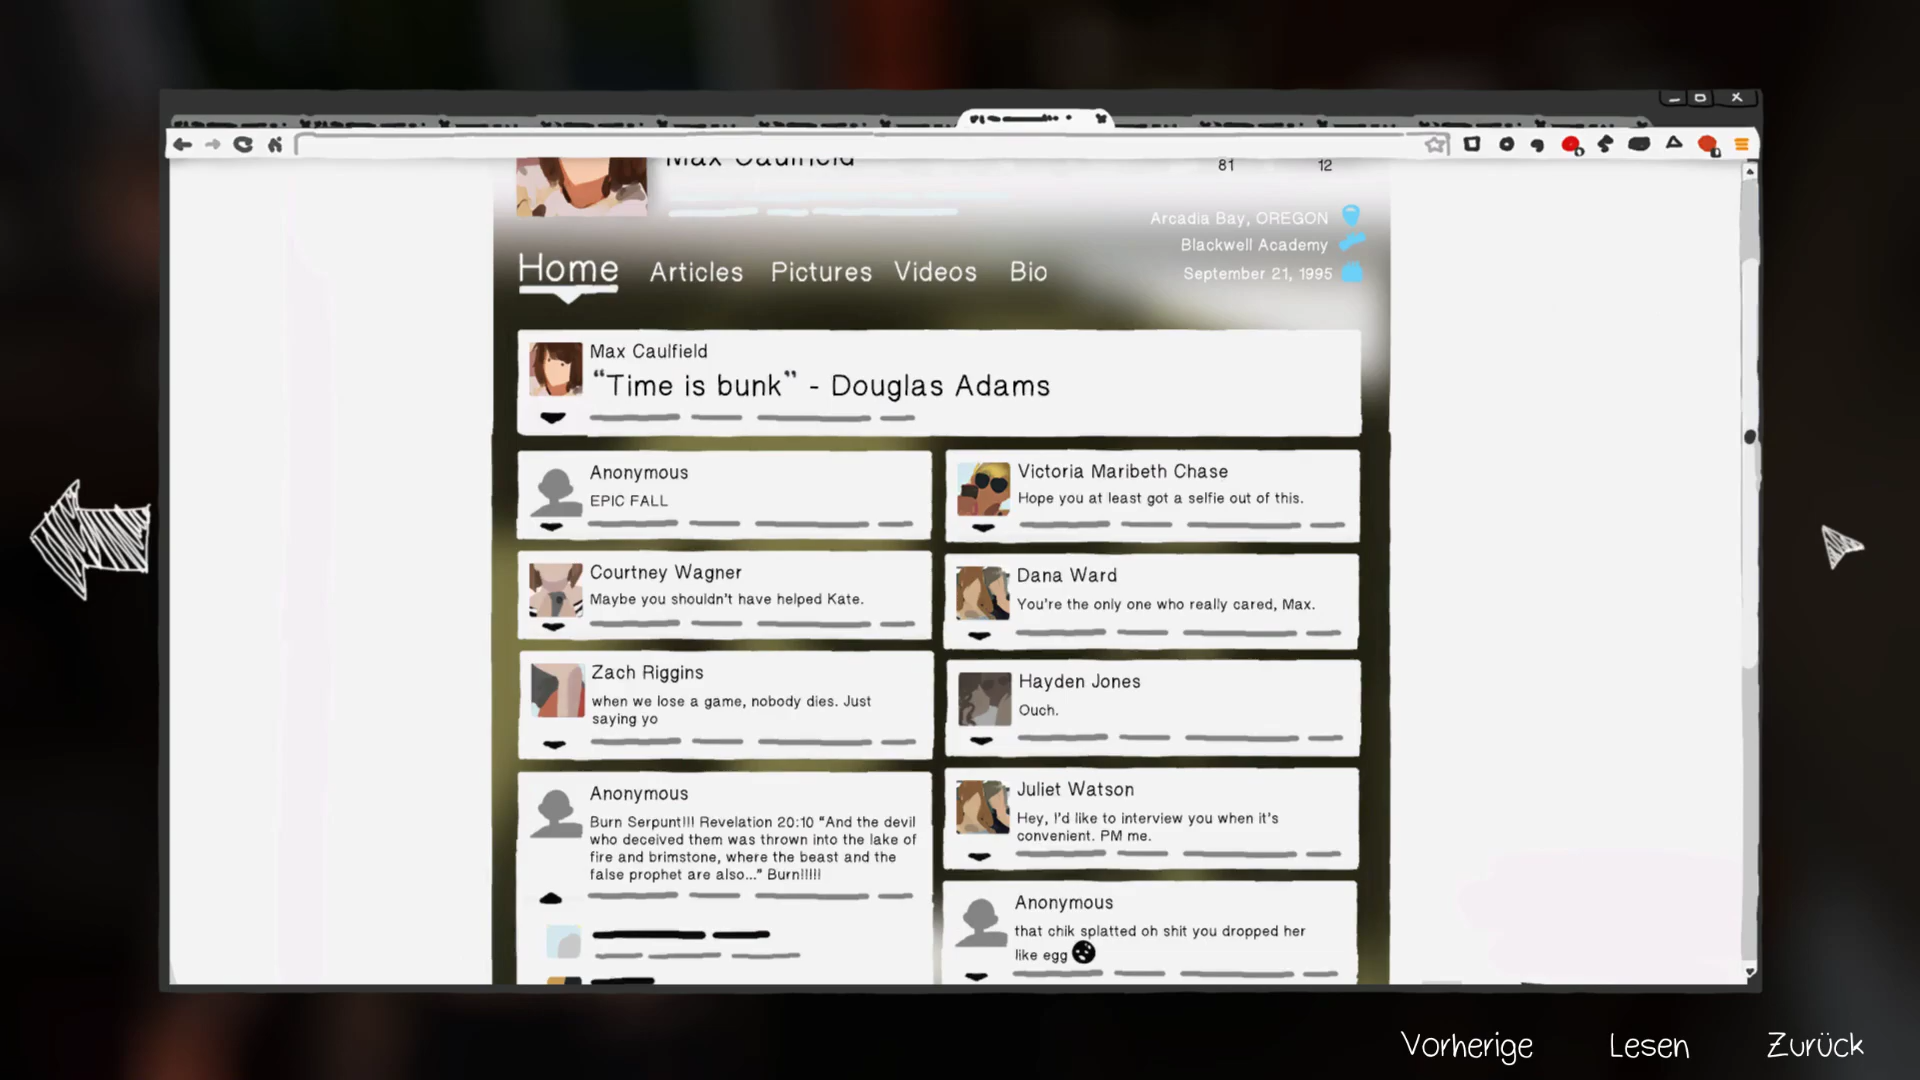 Max Caulfield
81 12
Arcadia Bay, OREGON
Blackwell Academy
September 21, 1995
Home Articles Pictures Videos Bio
Max Caulfield
“Time is bunk” - Douglas Adams
Anonymous
EPIC FALL
Victoria Maribeth Chase
Hope you at least got a selfie out of this.
Courtney Wagner
Maybe you shouldn't have helped Kate.
Dana Ward
You're the only one who really cared, Max.
Zach Riggins
when we lose a game, nobody dies. Just
saying yo
Hayden Jones
Ouch.
Anonymous
Burn Serpunt!!! Revelation 20:10 “And the devil
who deceived them was thrown into the lake of
fire and brimstone, where the beast and the
false prophet are also...” Burn!!!!!
Juliet Watson
Hey, I'd like to interview you when it's
convenient. PM me.
Anonymous
that chik splatted oh shit you dropped her
like egg
Vorherige Lesen Zurück